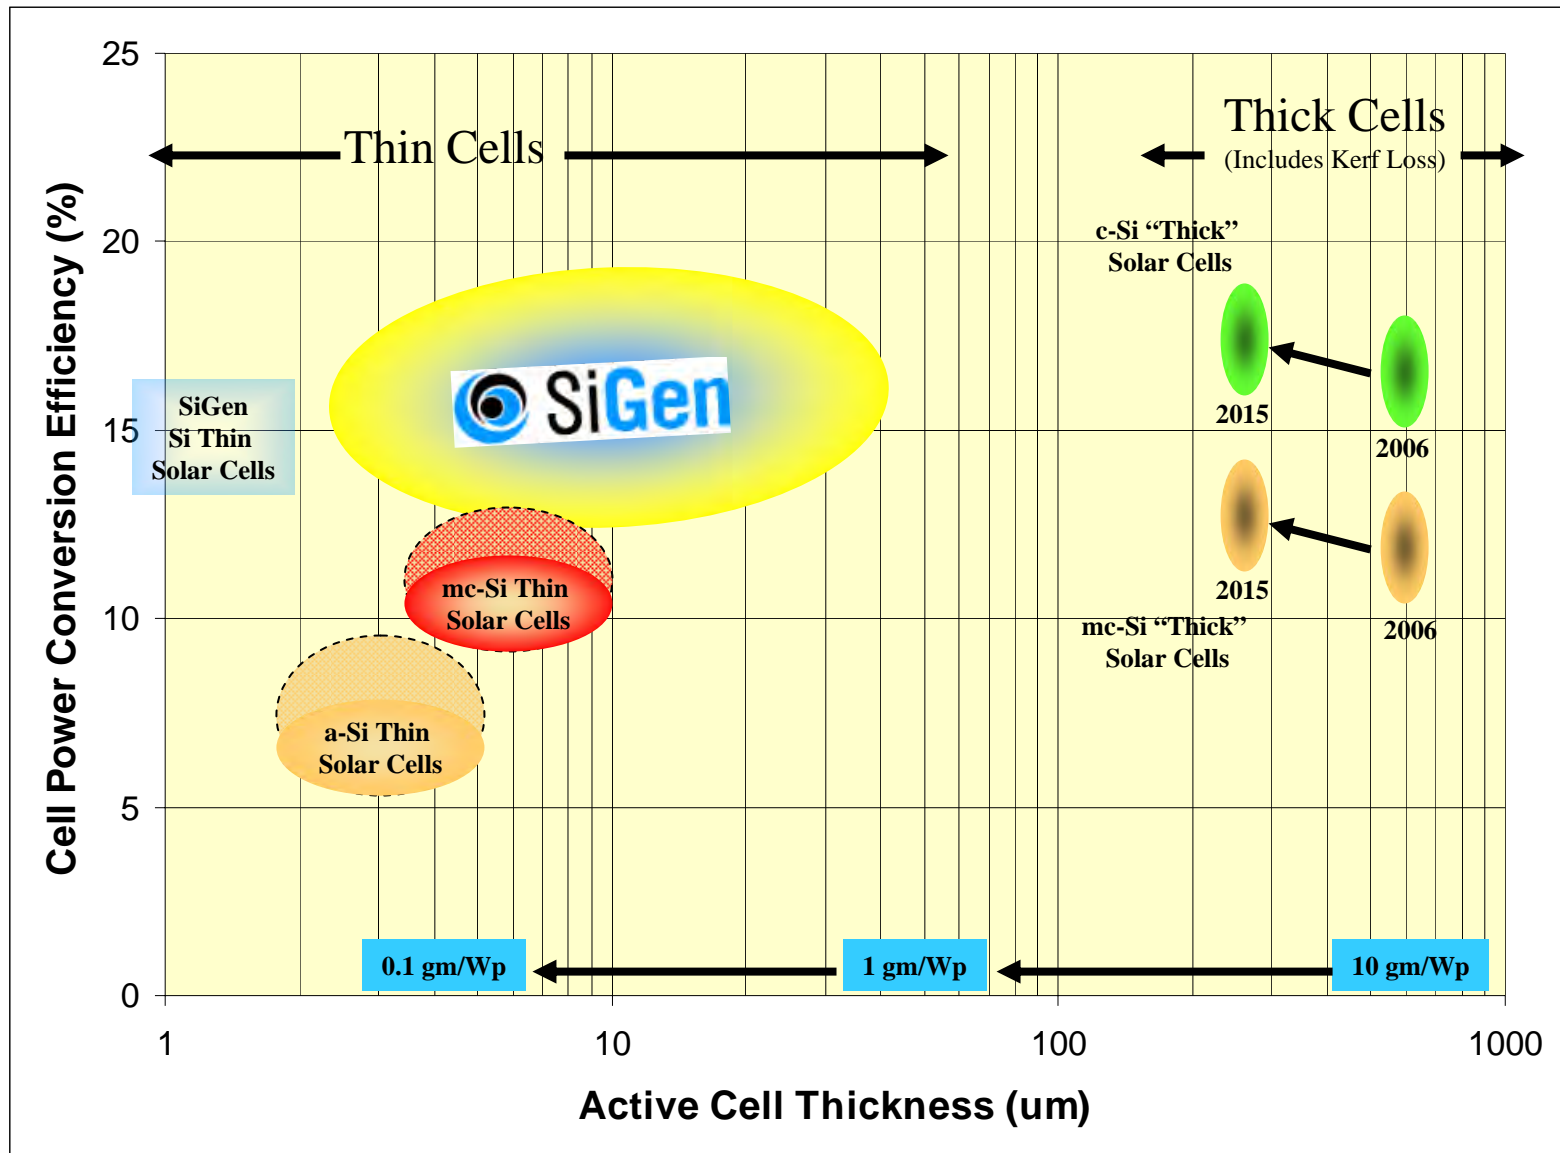 25
20
15
10
5
0
Cell Power Conversion Efficiency (%)
Thin Cells
Thick Cells
(Includes Kerf Loss)
c-Si “Thick”
Solar Cells
2015
2006
SiGen
SiGen
Si Thin
Solar Cells
mc-Si Thin
Solar Cells
2015
2006
mc-Si “Thick”
Solar Cells
a-Si Thin
Solar Cells
0.1 gm/Wp
1 gm/Wp
10 gm/Wp
1
10
100
1000
Active Cell Thickness (um)